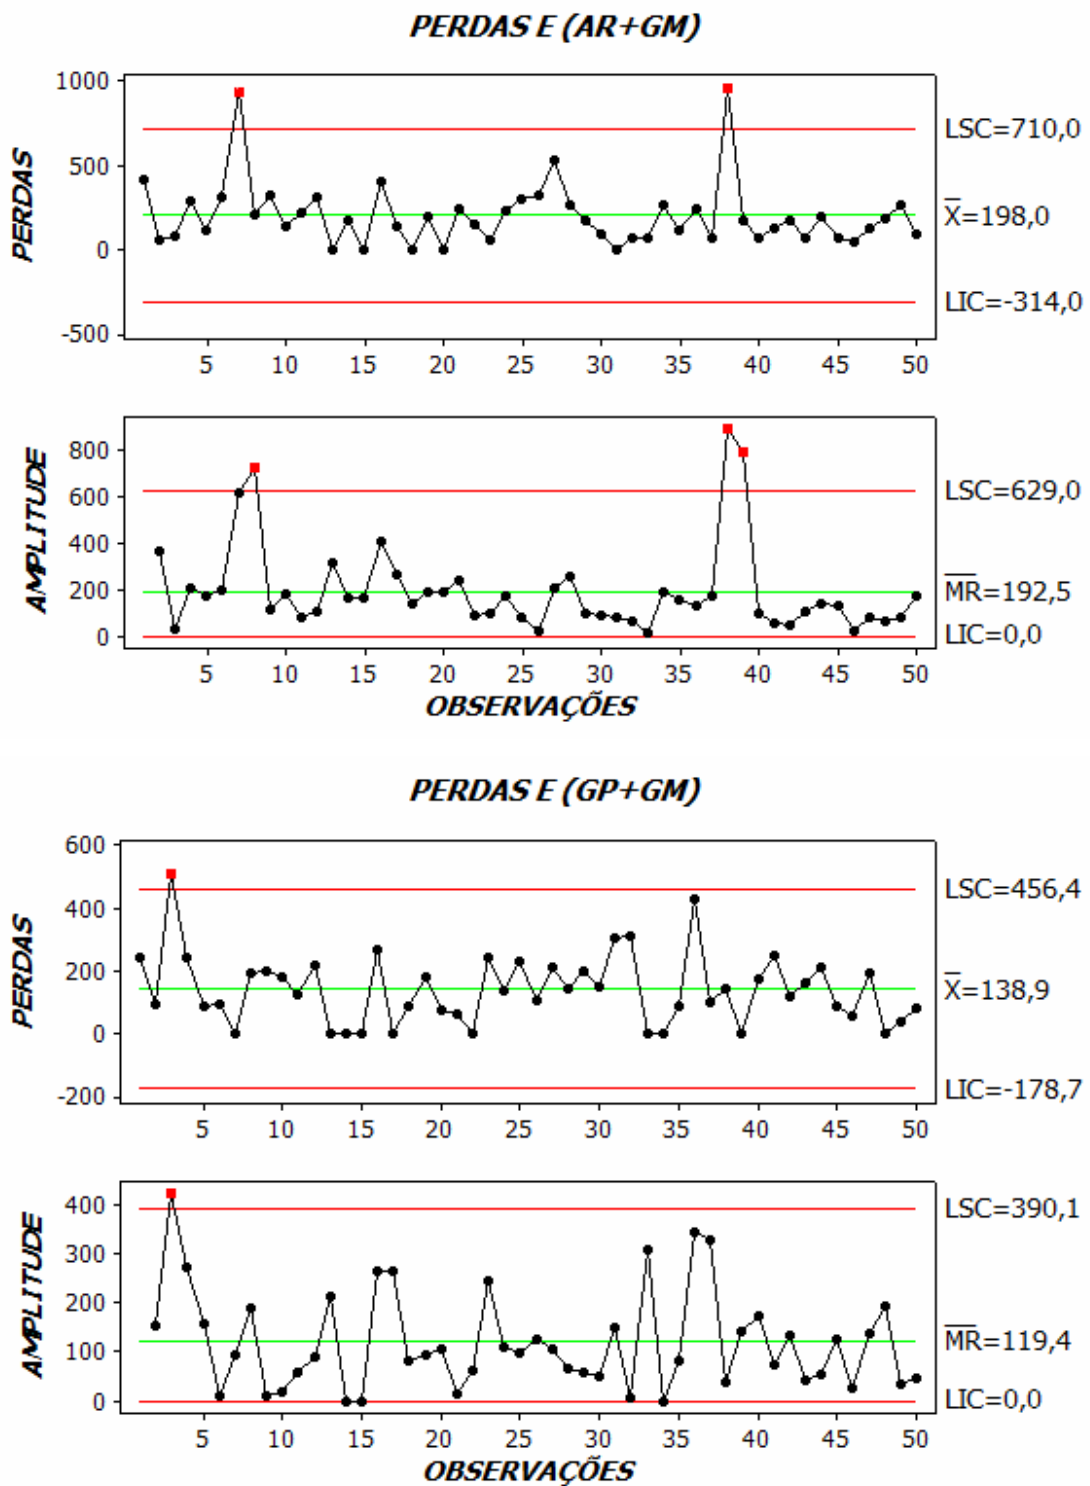 PERDAS E (AR+GM)
1000
500
0
-500
PERDAS
LSC=710,0
X̅=198,0
LIC=-314,0
5 10 15 20 25 30 35 40 45 50
800
600
400
200
0
AMPLITUDE
LSC=629,0
M̅R̅=192,5
LIC=0,0
5 10 15 20 25 30 35 40 45 50
OBSERVAÇÕES
PERDAS E (GP+GM)
600
400
200
0
-200
PERDAS
LSC=456,4
X̅=138,9
LIC=-178,7
5 10 15 20 25 30 35 40 45 50
400
300
200
100
0
AMPLITUDE
LSC=390,1
M̅R̅=119,4
LIC=0,0
5 10 15 20 25 30 35 40 45 50
OBSERVAÇÕES